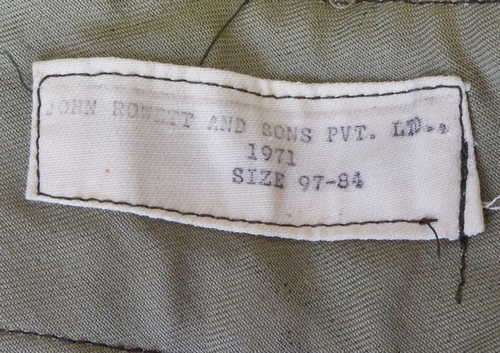 JOHN ROWETT AND SONS PVT. LTD.,
1971
SIZE 97-84